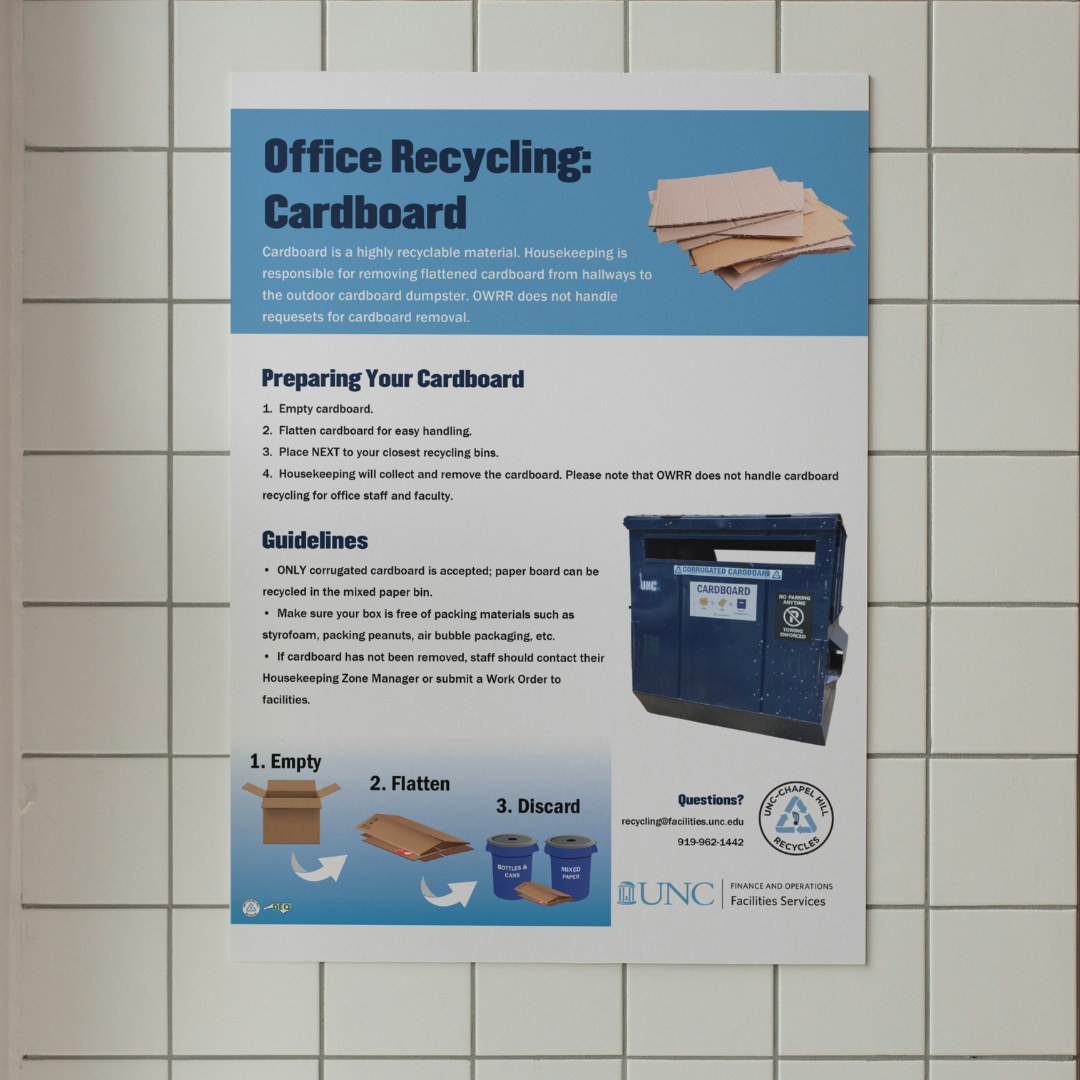 Office Recycling:
Cardboard
Cardboard is a highly recyclable material. Housekeeping is
responsible for removing flattened cardboard from hallways to
the outdoor cardboard dumpster. OWRR does not handle
requesets for cardboard removal.
Preparing Your Cardboard
1. Empty cardboard.
2. Flatten cardboard for easy handling.
3. Place NEXT to your closest recycling bins.
4. Housekeeping will collect and remove the cardboard. Please note that OWRR does not handle cardboard
recycling for office staff and faculty.
Guidelines
• ONLY corrugated cardboard is accepted; paper board can be
recycled in the mixed paper bin.
• Make sure your box is free of packing materials such as
styrofoam, packing peanuts, air bubble packaging, etc.
• If cardboard has not been removed, staff should contact their
Housekeeping Zone Manager or submit a Work Order to
facilities.
CORRUGATED CARDBOARD
UNC
CARDBOARD
NO PARKING
ANYTIME
TOWING
ENFORCED
1. Empty
2. Flatten
3. Discard
BOTTLES &
CANS
MIXED
PAPER
DEQ
Questions?
recycling@facilities.unc.edu
919-962-1442
UNC-CHAPEL HILL
RECYCLES
UNC
FINANCE AND OPERATIONS
Facilities Services